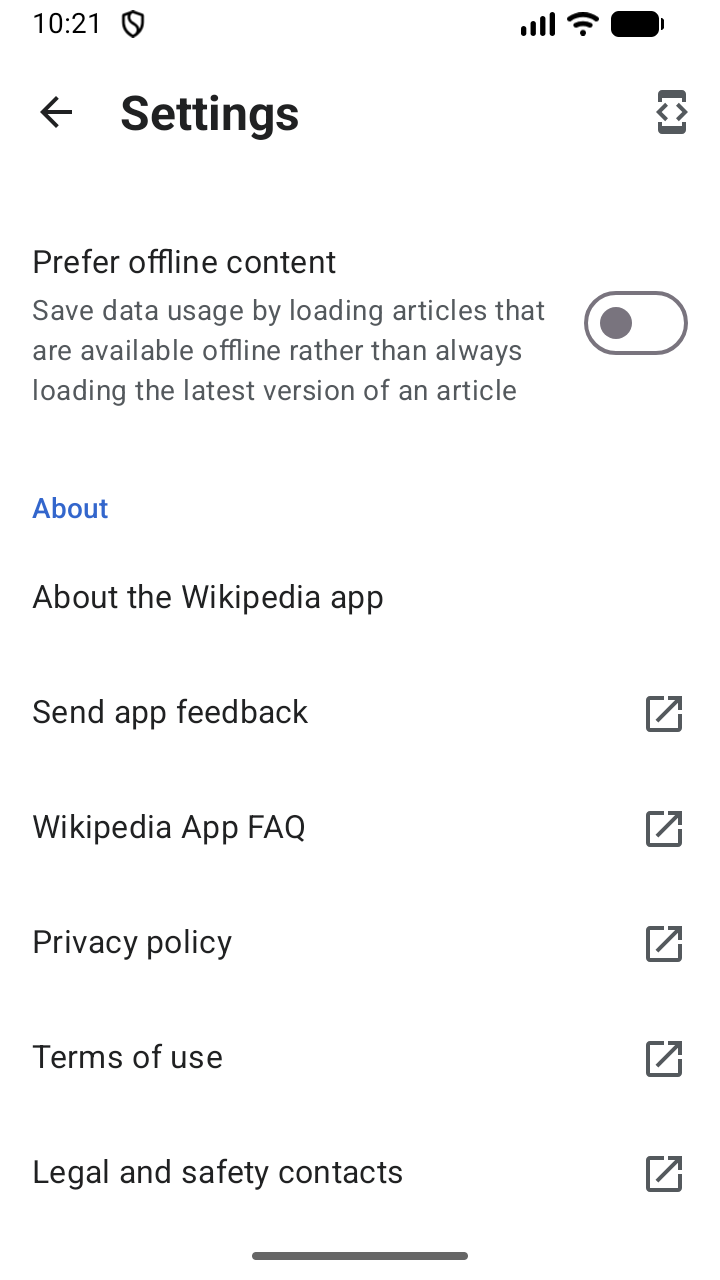 10:21
Settings
Prefer offline content
Save data usage by loading articles that
are available offline rather than always
loading the latest version of an article
About
About the Wikipedia app
Send app feedback
Wikipedia App FAQ
Privacy policy
Terms of use
Legal and safety contacts